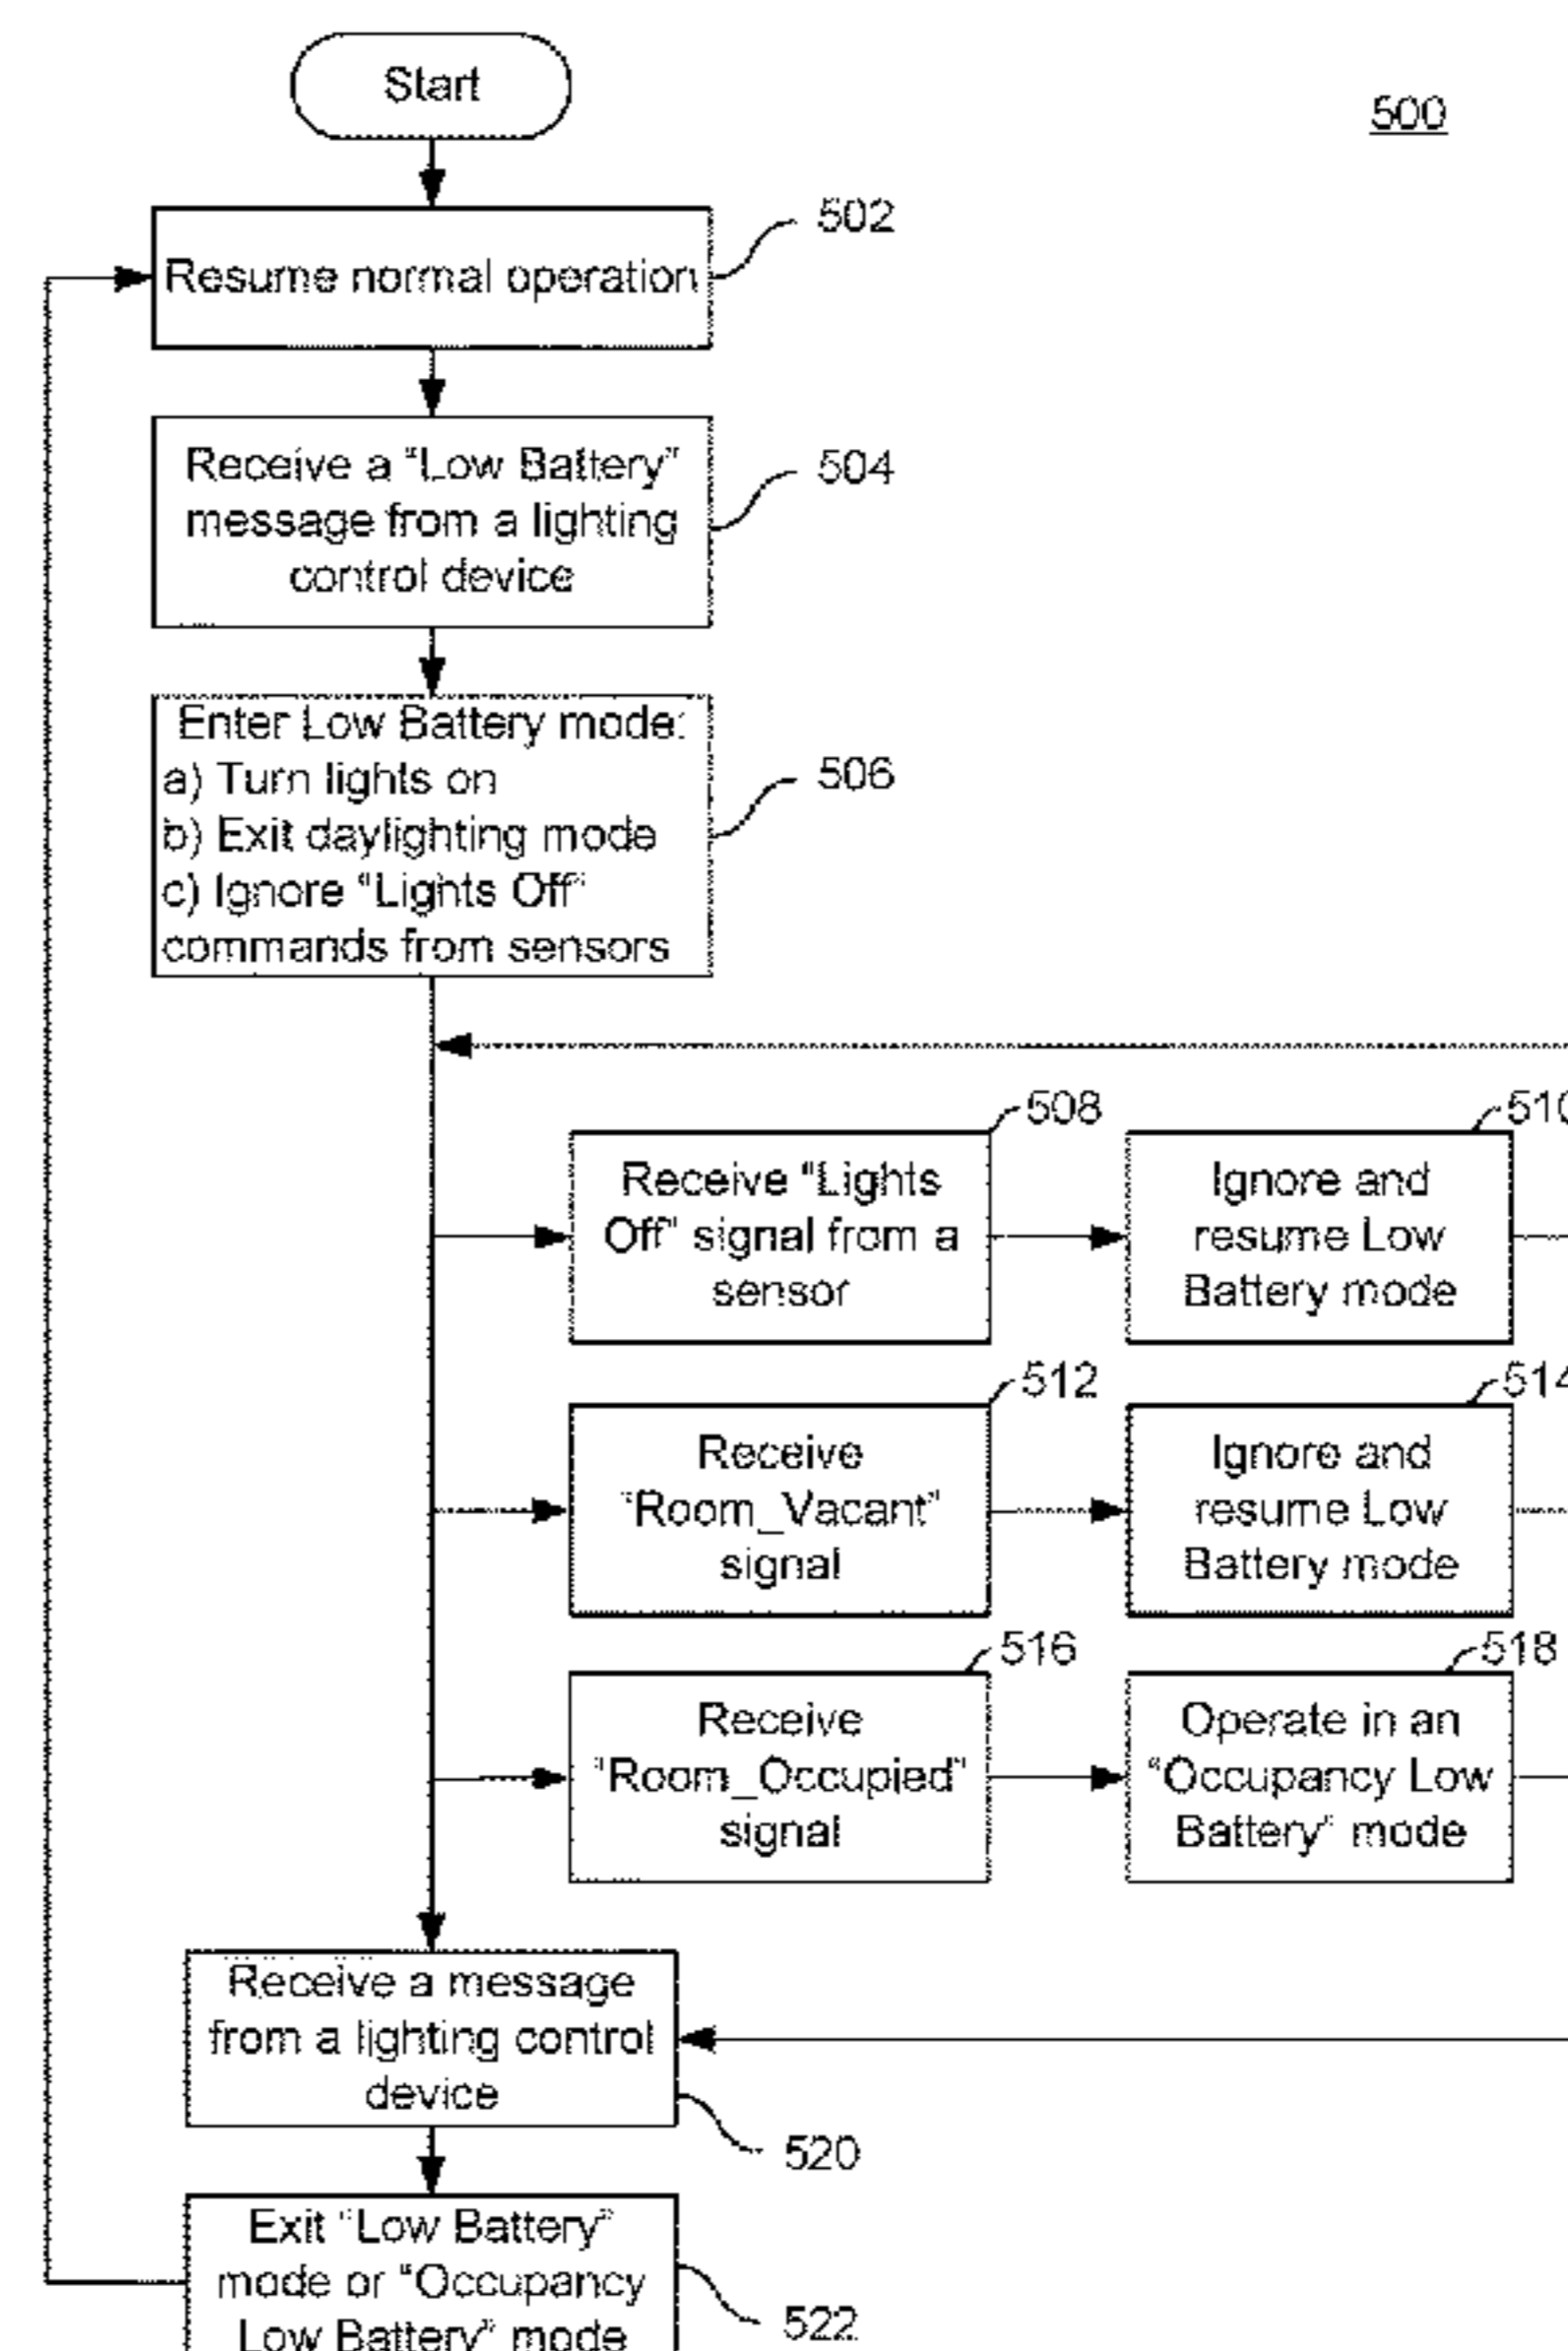 Start
500
502
Resume normal operation
Receive a “Low Battery”
message from a lighting
control device
504
Enter Low Battery mode:
a) Turn lights on
b) Exit daylighting mode
c) Ignore “Lights Off”
commands from sensors
506
508
Receive “Lights
Off” signal from a
sensor
510
Ignore and
resume Low
Battery mode
512
Receive
“Room_Vacant”
signal
514
Ignore and
resume Low
Battery mode
516
Receive
“Room_Occupied”
signal
518
Operate in an
“Occupancy Low
Battery” mode
Receive a message
from a lighting control
device
520
Exit “Low Battery”
mode or “Occupancy
Low Battery” mode
522